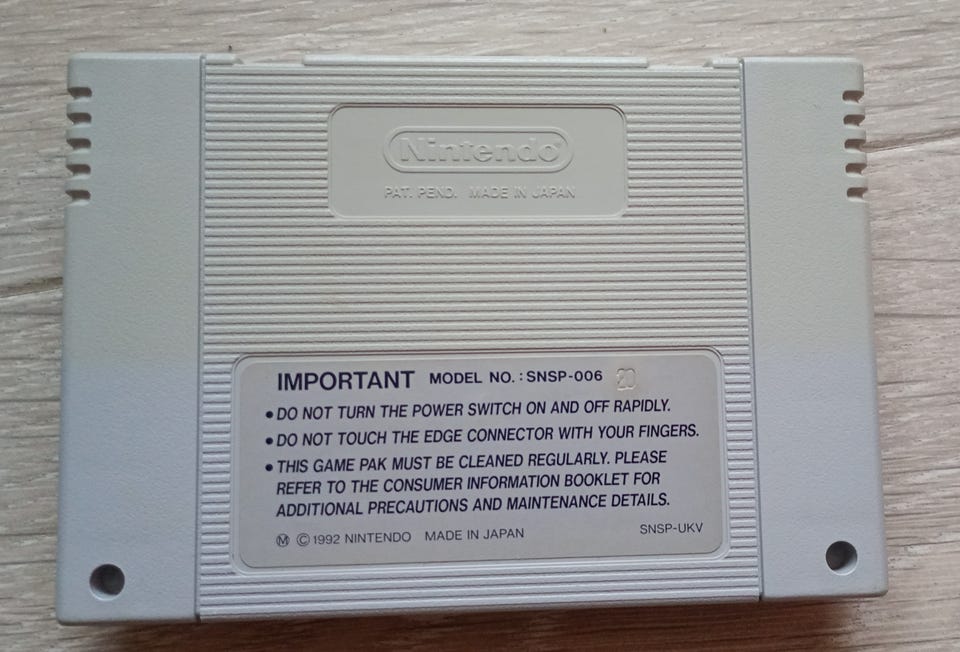 Nintendo
PAT. PEND. MADE IN JAPAN
IMPORTANT MODEL NO.: SNSP-006 20
• DO NOT TURN THE POWER SWITCH ON AND OFF RAPIDLY.
• DO NOT TOUCH THE EDGE CONNECTOR WITH YOUR FINGERS.
• THIS GAME PAK MUST BE CLEANED REGULARLY. PLEASE
REFER TO THE CONSUMER INFORMATION BOOKLET FOR
ADDITIONAL PRECAUTIONS AND MAINTENANCE DETAILS.
Ⓜ ©1992 NINTENDO MADE IN JAPAN SNSP-UKV